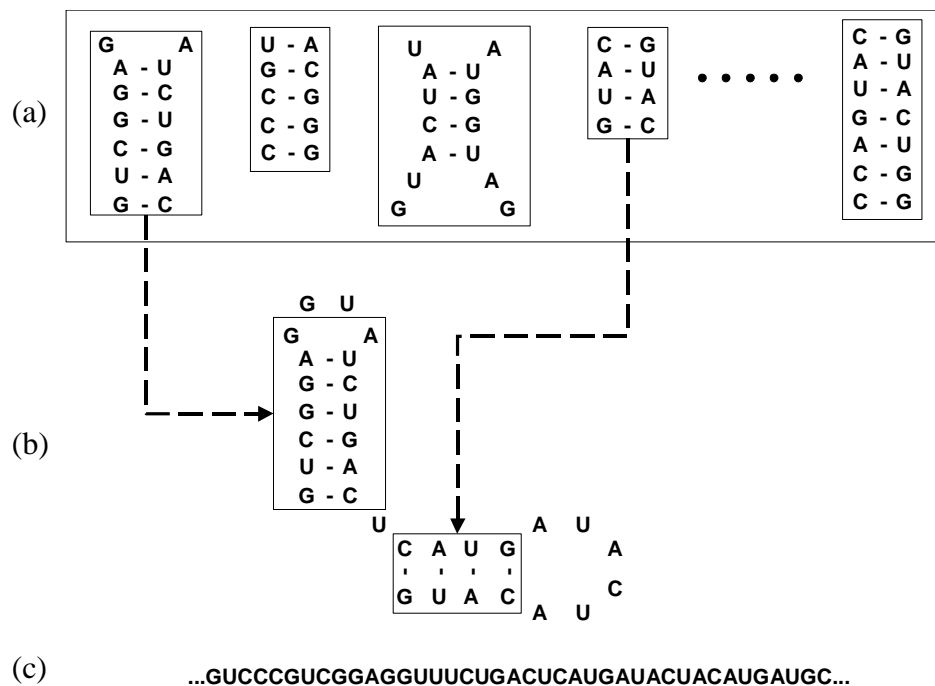 (a)
G A
A - U
G - C
G - U
C - G
U - A
G - C
U - A
G - C
C - G
C - G
C - G
U A
A - U
U - G
C - G
A - U
U A
G G
C - G
A - U
U - A
G - C
C - G
A - U
U - A
G - C
A - U
C - G
C - G
(b)
G U
G A
A - U
G - C
G - U
C - G
U - A
G - C
U
C A U G
- - - -
G U A C
A U
A
C
A U
(c) ...GUCCCGUCGGAGGUUUCUGACUCAUGAUACUACAUGAUGC...